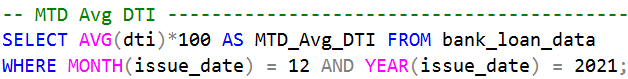 -- MTD Avg DTI -------------------------------------------
SELECT AVG(dti)*100 AS MTD_Avg_DTI FROM bank_loan_data
WHERE MONTH(issue_date) = 12 AND YEAR(issue_date) = 2021;